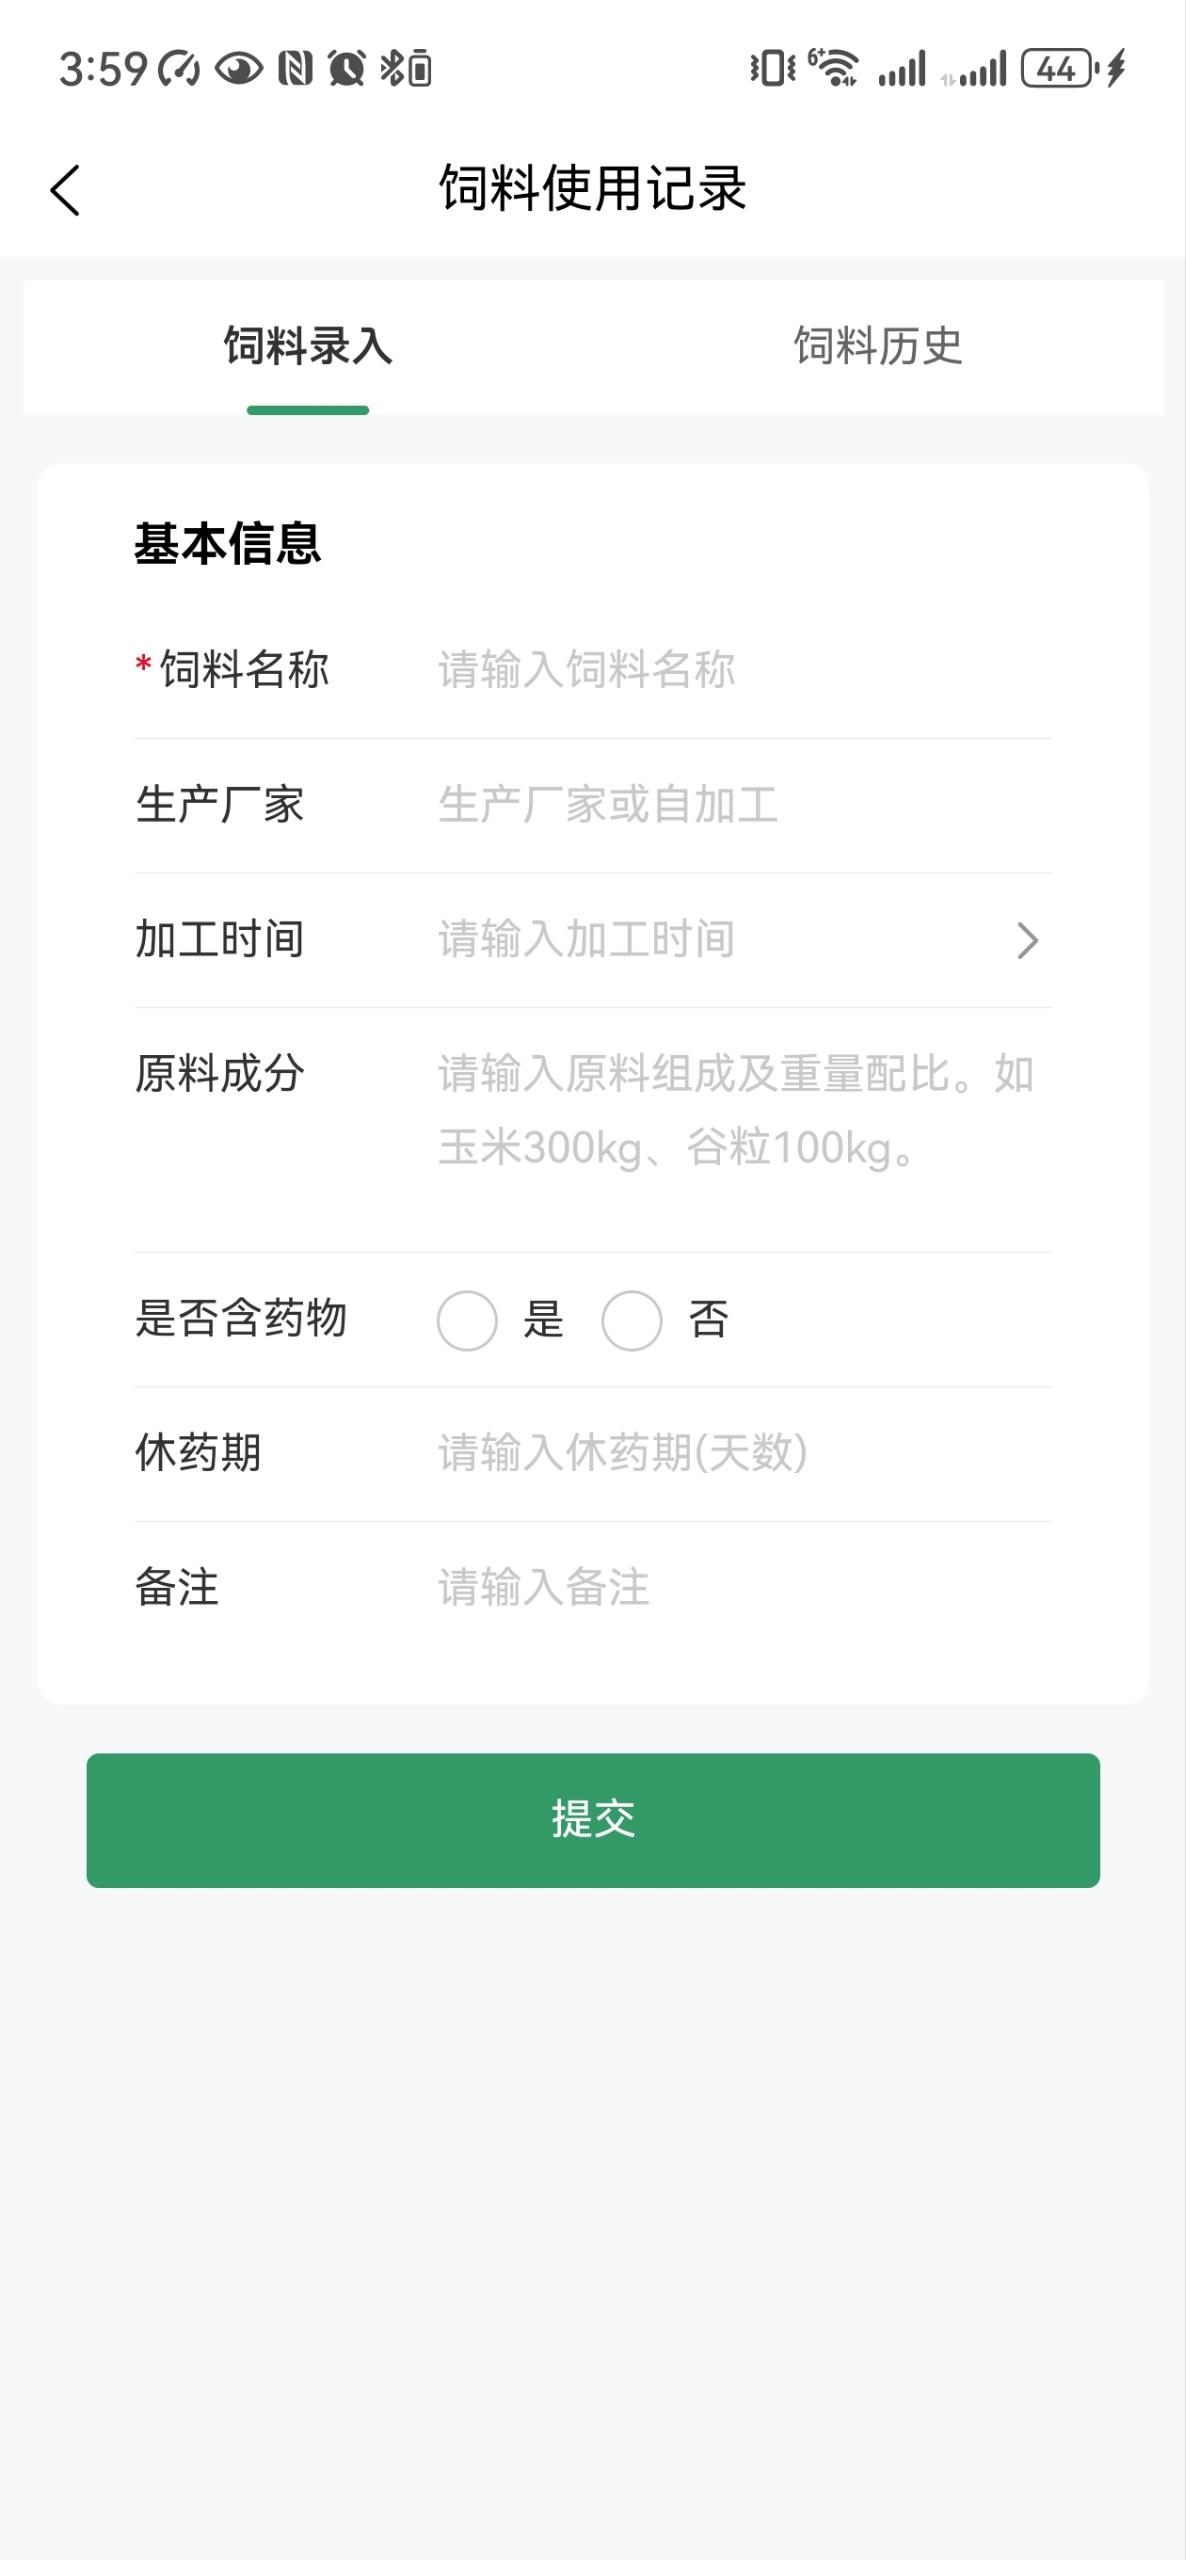 3:59
6+
44
饲料使用记录
饲料录入
饲料历史
基本信息
*饲料名称 请输入饲料名称
生产厂家 生产厂家或自加工
加工时间 请输入加工时间
原料成分 请输入原料组成及重量配比。如
玉米300kg、谷粒100kg。
是否含药物 是 否
休药期 请输入休药期(天数)
备注 请输入备注
提交